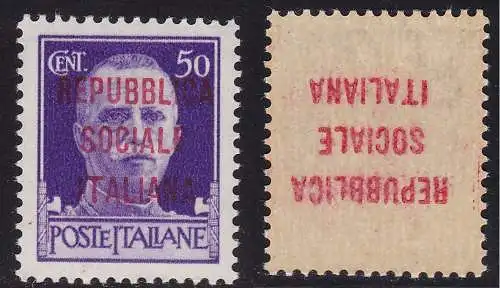 CENT. 50
REPUBBLICA
SOCIALE
ITALIANA
POSTE ITALIANE
REPUBBLICA
SOCIALE
ITALIANA